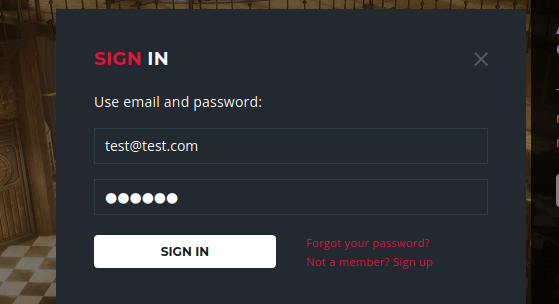 SIGN IN
Use email and password:
test@test.com
●●●●●●
SIGN IN
Forgot your password?
Not a member? Sign up